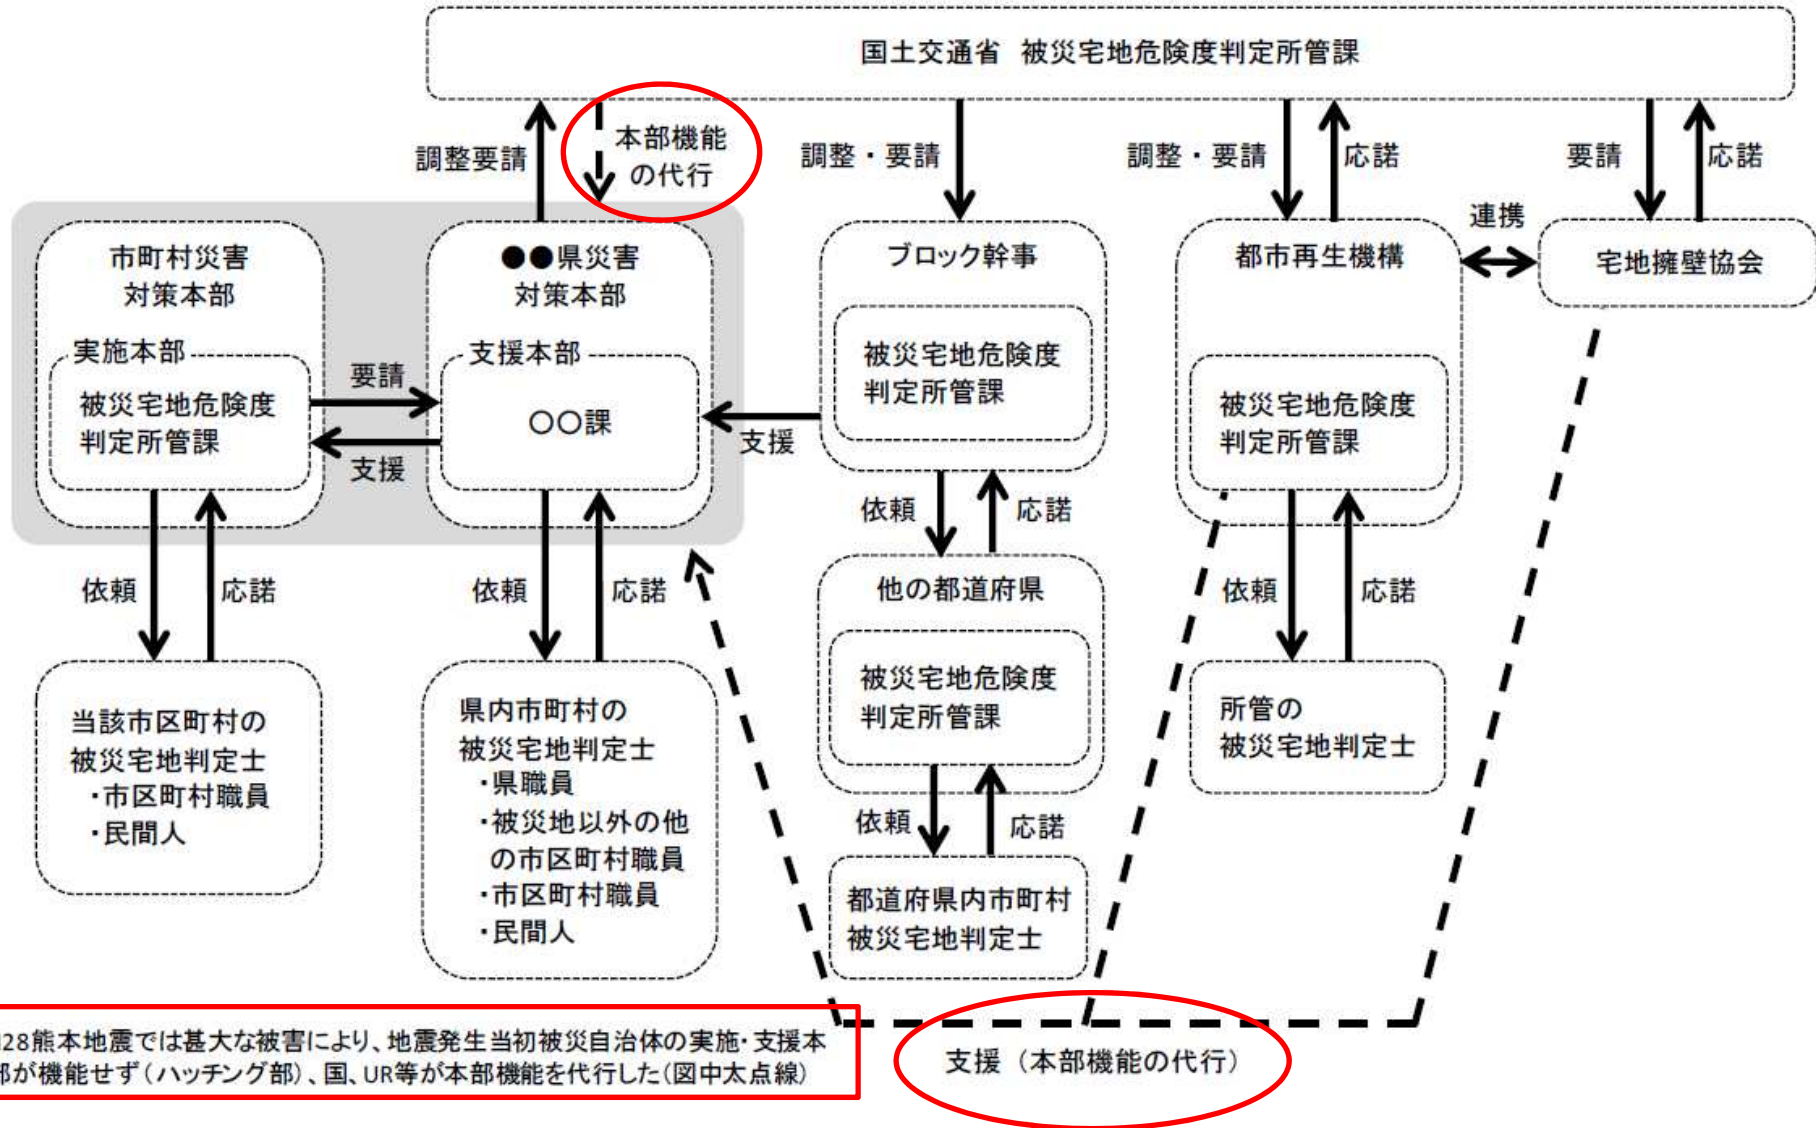 国土交通省　被災宅地危険度判定所管課
調整要請
本部機能
の代行
調整・要請
調整・要請
応諾
要請
応諾
市町村災害
対策本部
実施本部
被災宅地危険度
判定所管課
要請
支援
●●県災害
対策本部
支援本部
〇〇課
支援
ブロック幹事
被災宅地危険度
判定所管課
都市再生機構
被災宅地危険度
判定所管課
連携
宅地擁壁協会
依頼
応諾
依頼
応諾
依頼
応諾
依頼
応諾
当該市区町村の
被災宅地判定士
・市区町村職員
・民間人
県内市町村の
被災宅地判定士
・県職員
・被災地以外の他
の市区町村職員
・市区町村職員
・民間人
他の都道府県
被災宅地危険度
判定所管課
依頼
応諾
都道府県内市町村
被災宅地判定士
所管の
被災宅地判定士
28熊本地震では甚大な被害により、地震発生当初被災自治体の実施・支援本
部が機能せず（ハッチング部）、国、UR等が本部機能を代行した（図中太点線）
支援（本部機能の代行）